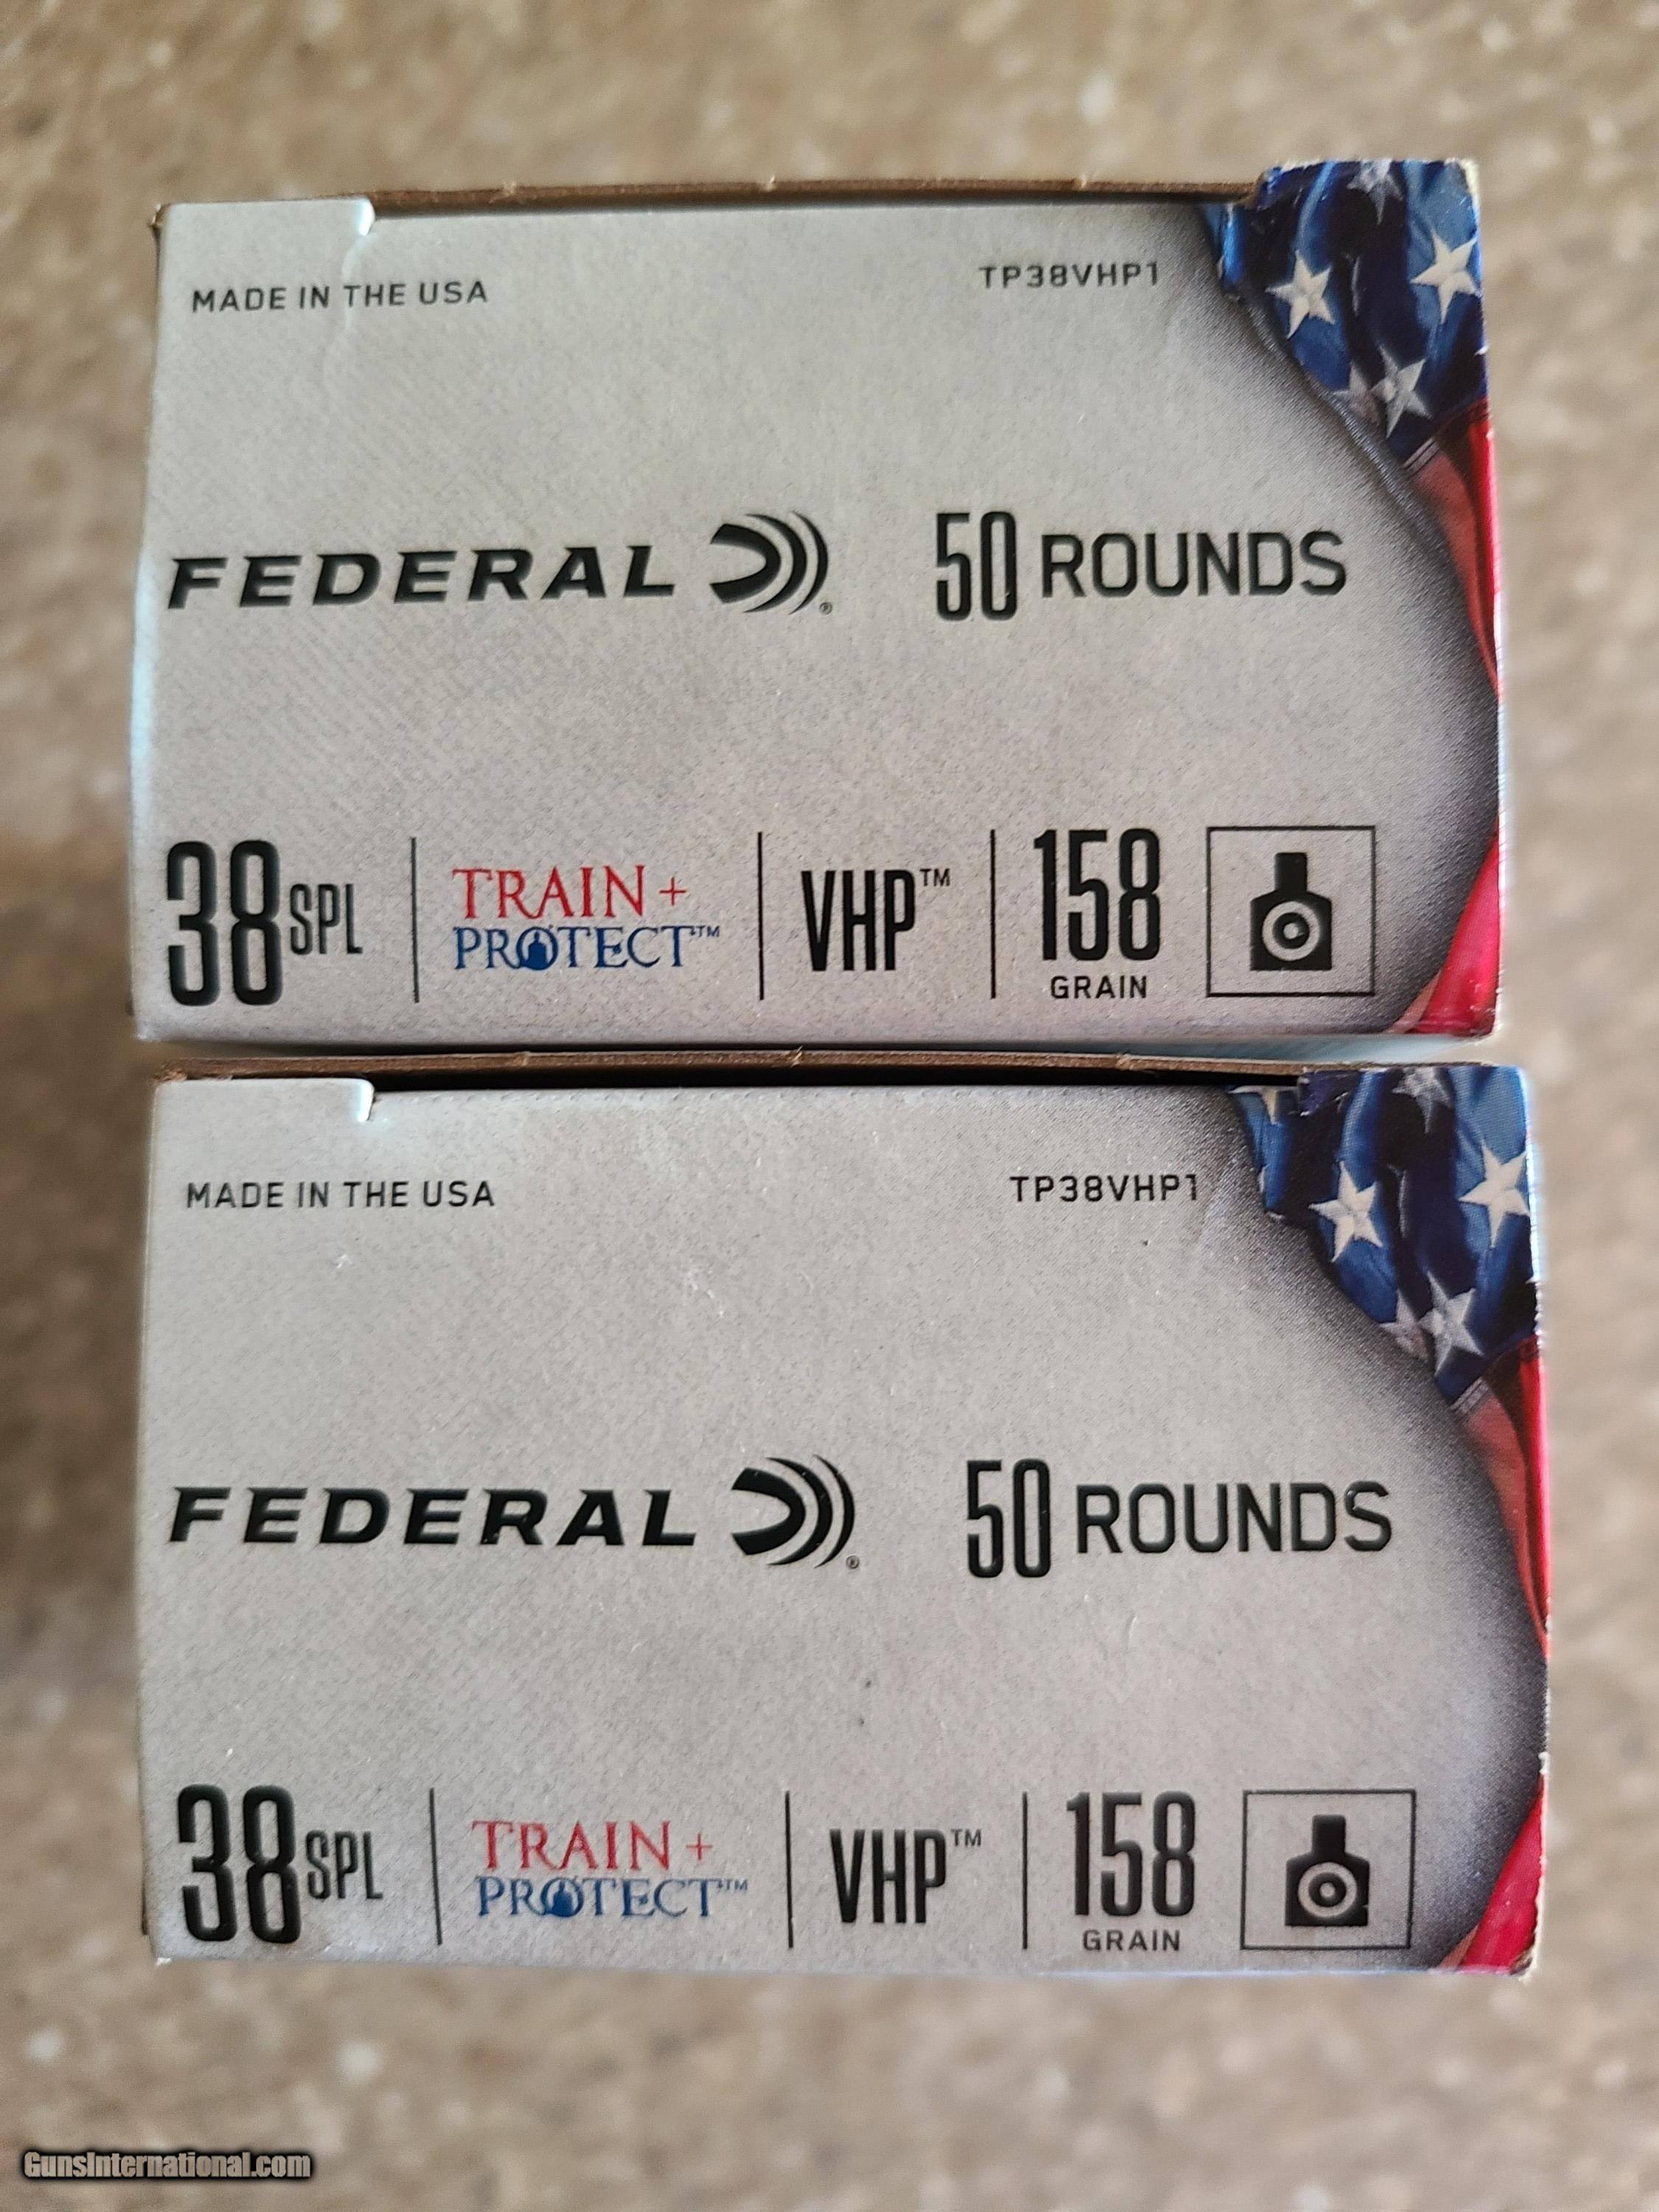 MADE IN THE USA TP38VHP1
FEDERAL ® 50 ROUNDS
38 SPL TRAIN + PROTECT™ VHP™ 158 GRAIN
MADE IN THE USA TP38VHP1
FEDERAL ® 50 ROUNDS
38 SPL TRAIN + PROTECT™ VHP™ 158 GRAIN
GunsInternational.com